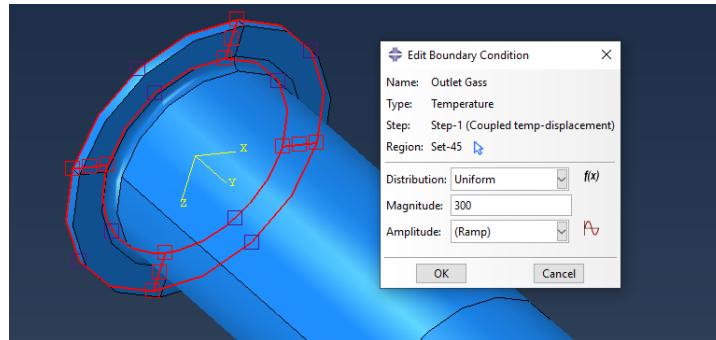 Edit Boundary Condition
Name: Outlet Gass
Type: Temperature
Step: Step-1 (Coupled temp-displacement)
Region: Set-45
Distribution: Uniform f(x)
Magnitude: 300
Amplitude: (Ramp)
OK Cancel
X
Y
Z